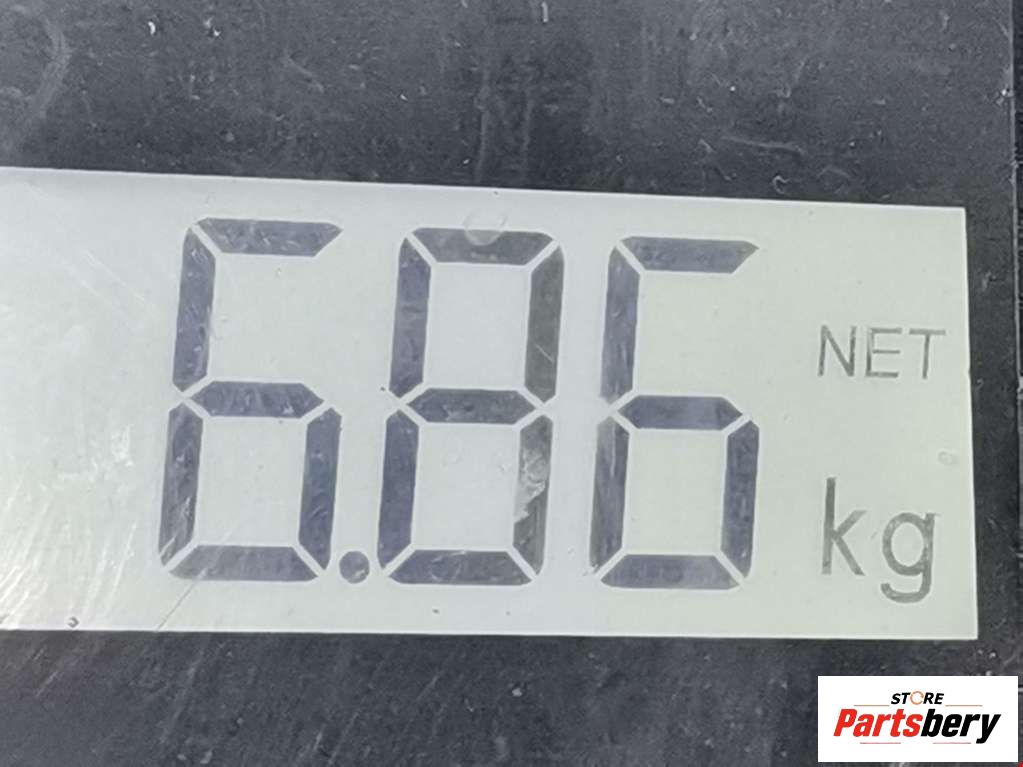 6.86
NET
kg
STORE
Partsbery